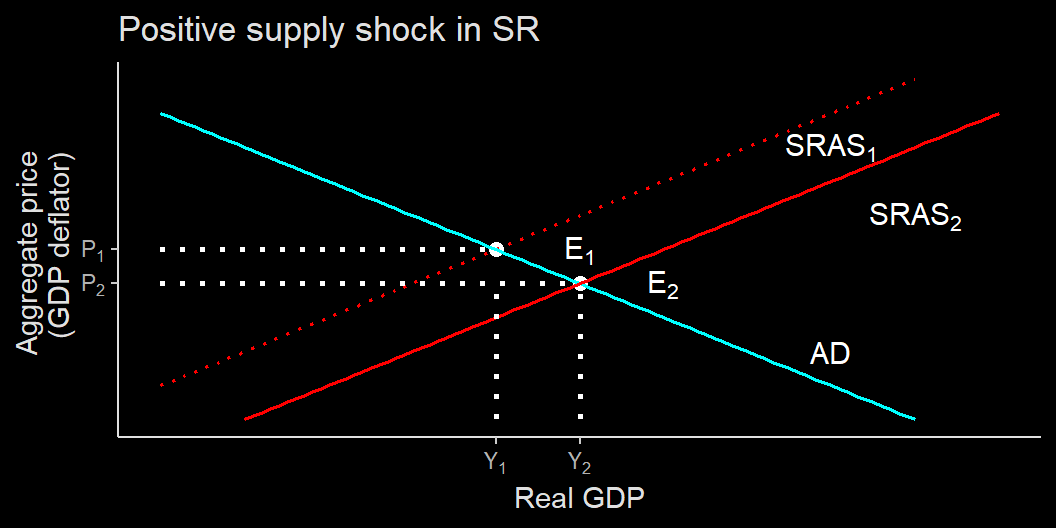 Positive supply shock in SR
Aggregate price
(GDP deflator)
P₁
P₂
SRAS₁
SRAS₂
E₁
E₂
AD
Y₁ Y₂
Real GDP